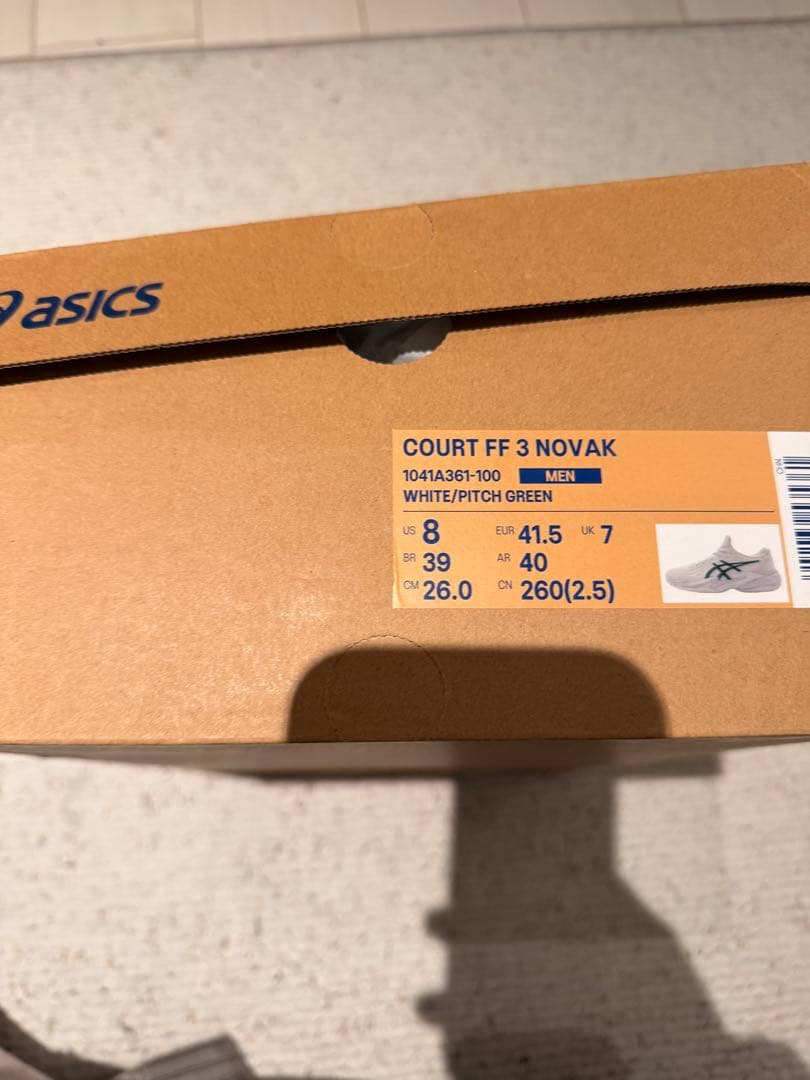 asics
COURT FF 3 NOVAK
1041A361-100 MEN
WHITE/PITCH GREEN
US 8 EUR 41.5 UK 7
BR 39 AR 40
CM 26.0 CN 260(2.5)